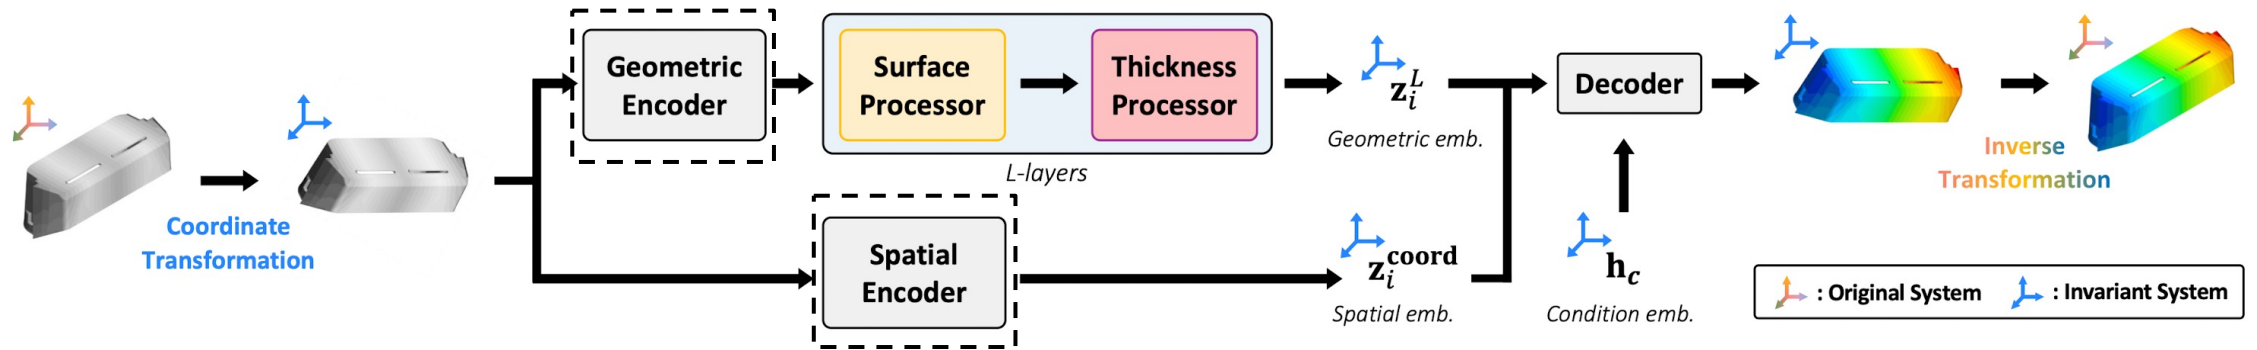 Coordinate
Transformation
Geometric
Encoder
Surface
Processor
Thickness
Processor
L-layers
Spatial
Encoder
z_i^L
Geometric emb.
z_i^coord
Spatial emb.
Decoder
h_c
Condition emb.
Inverse
Transformation
: Original System : Invariant System